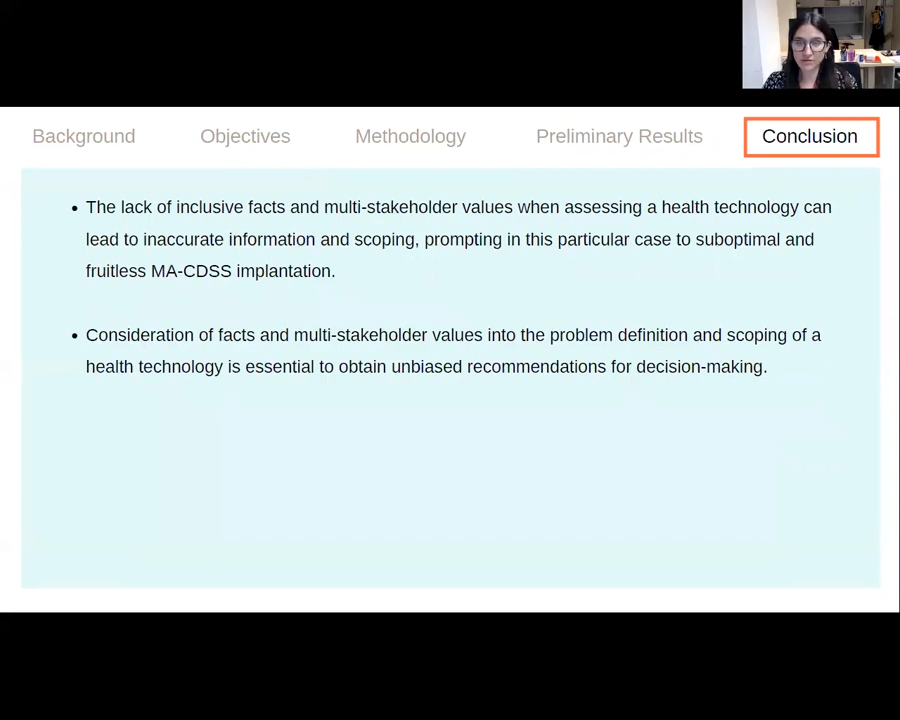 Background Objectives Methodology Preliminary Results Conclusion
• The lack of inclusive facts and multi-stakeholder values when assessing a health technology can
lead to inaccurate information and scoping, prompting in this particular case to suboptimal and
fruitless MA-CDSS implantation.
• Consideration of facts and multi-stakeholder values into the problem definition and scoping of a
health technology is essential to obtain unbiased recommendations for decision-making.